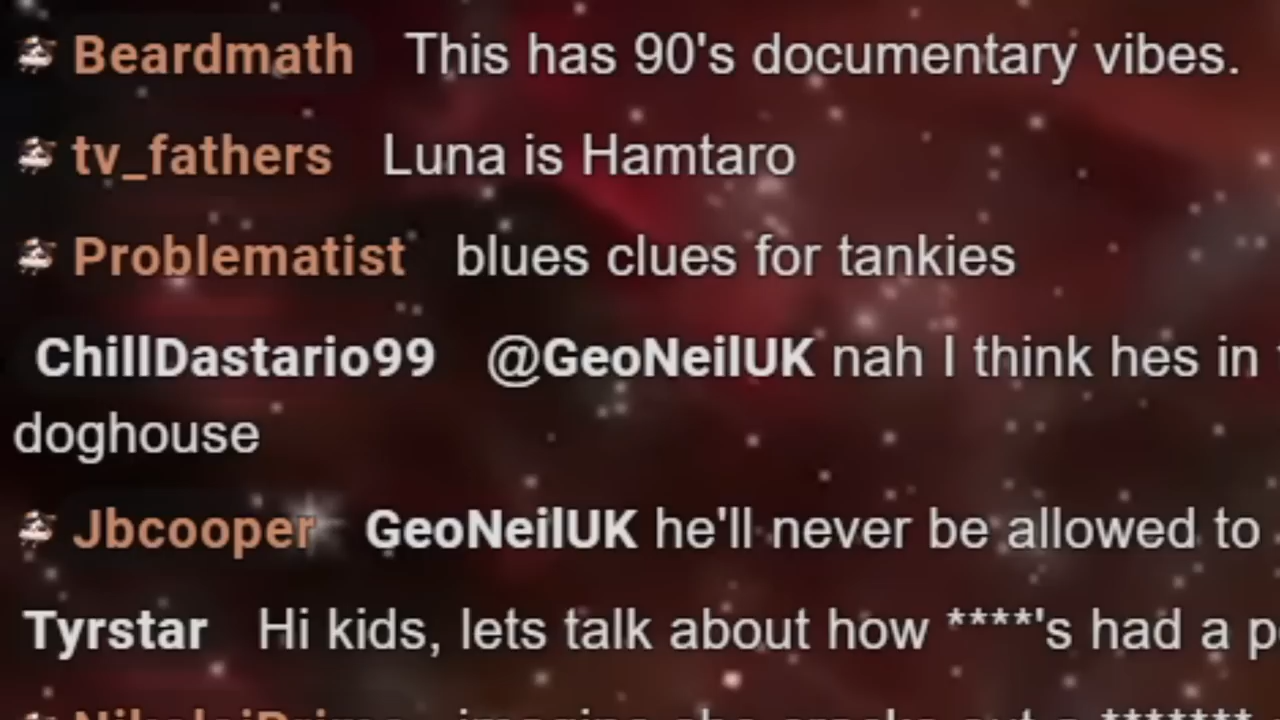 Beardmath This has 90's documentary vibes.
tv_fathers Luna is Hamtaro
Problematist blues clues for tankies
ChillDastario99 @GeoNeilUK nah I think hes in
doghouse
Jbcooper GeoNeilUK he'll never be allowed to
Tyrstar Hi kids, lets talk about how ****'s had a p